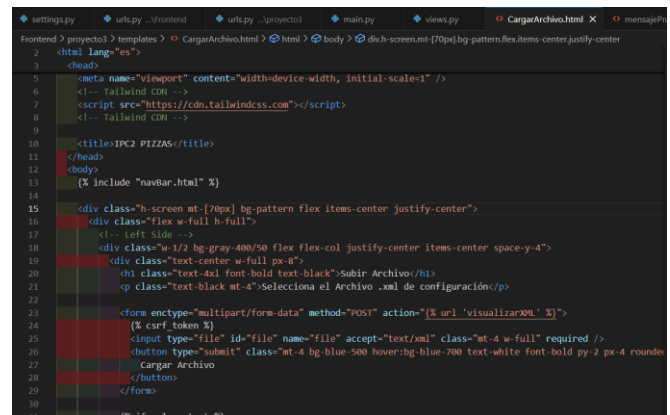 settings.py
urls.py ...\Frontend
urls.py ...\proyecto3
main.py
views.py
CargarArchivo.html
mensajePr
Frontend > proyecto3 > templates > CargarArchivo.html > html > body > div.h-screen.mt-[70px].bg-pattern.flex.items-center.justify-center
2 <html lang="es">
3 <head>
5 <meta name="viewport" content="width=device-width, initial-scale=1" />
6 <!-- Tailwind CDN -->
7 <script src="https://cdn.tailwindcss.com"></script>
8 <!-- Tailwind CDN -->
9
10 <title>IPC2 PIZZAS</title>
11 </head>
12 <body>
13 {% include "navBar.html" %}
14
15 <div class="h-screen mt-[70px] bg-pattern flex items-center justify-center">
16 <div class="flex w-full h-full">
17 <!-- Left Side -->
18 <div class="w-1/2 bg-gray-400/50 flex flex-col justify-center items-center space-y-4">
19 <div class="text-center w-full px-8">
20 <h1 class="text-4xl font-bold text-black">Subir Archivo</h1>
21 <p class="text-black mt-4">Selecciona el Archivo .xml de configuración</p>
22
23 <form enctype="multipart/form-data" method="POST" action="{% url 'visualizarXML' %}">
24 {% csrf_token %}
25 <input type="file" id="file" name="file" accept="text/xml" class="mt-4 w-full" required />
26 <button type="submit" class="mt-4 bg-blue-500 hover:bg-blue-700 text-white font-bold py-2 px-4 rounded
27 Cargar Archivo
28 </button>
29 </form>
30